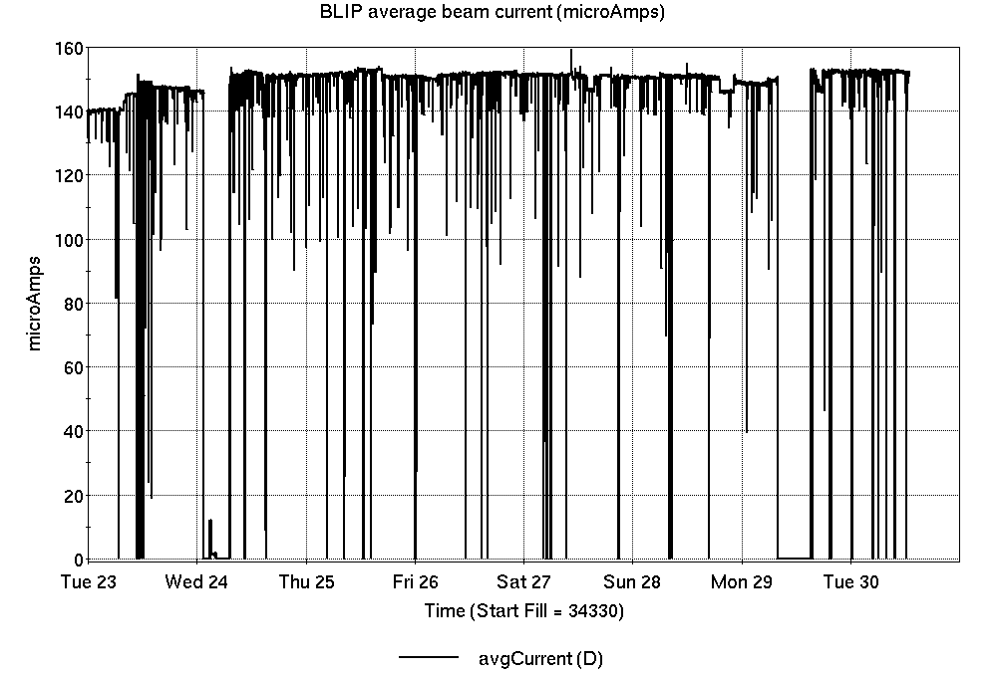 BLIP average beam current (microAmps)
160
140
120
100
80
60
40
20
0
microAmps
Tue 23 Wed 24 Thu 25 Fri 26 Sat 27 Sun 28 Mon 29 Tue 30
Time (Start Fill = 34330)
avgCurrent (D)